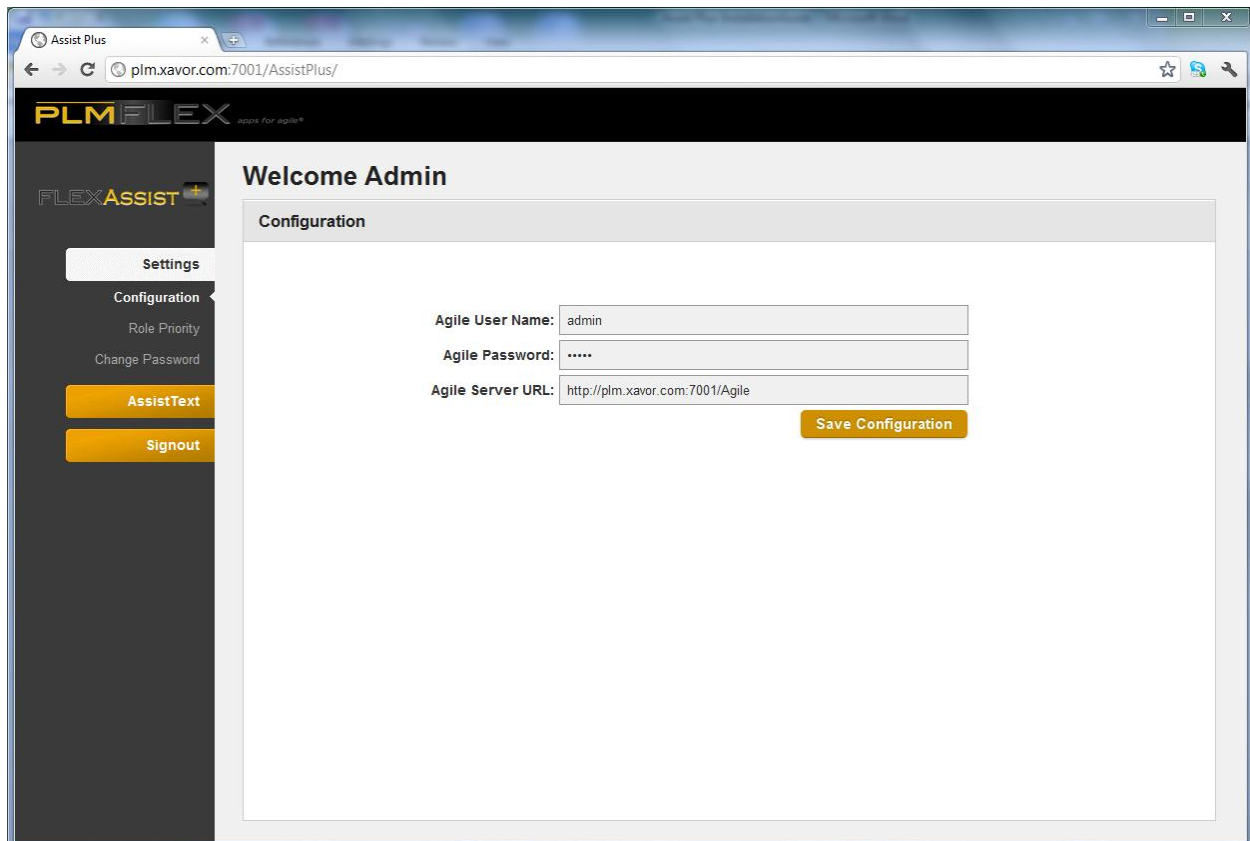 Assist Plus
plm.xavor.com:7001/AssistPlus/
PLMFLEX apps for agile®
FLEXASSIST +
Welcome Admin
Configuration
Settings
Configuration
Role Priority
Change Password
AssistText
Signout
Agile User Name: admin
Agile Password: •••••
Agile Server URL: http://plm.xavor.com:7001/Agile
Save Configuration